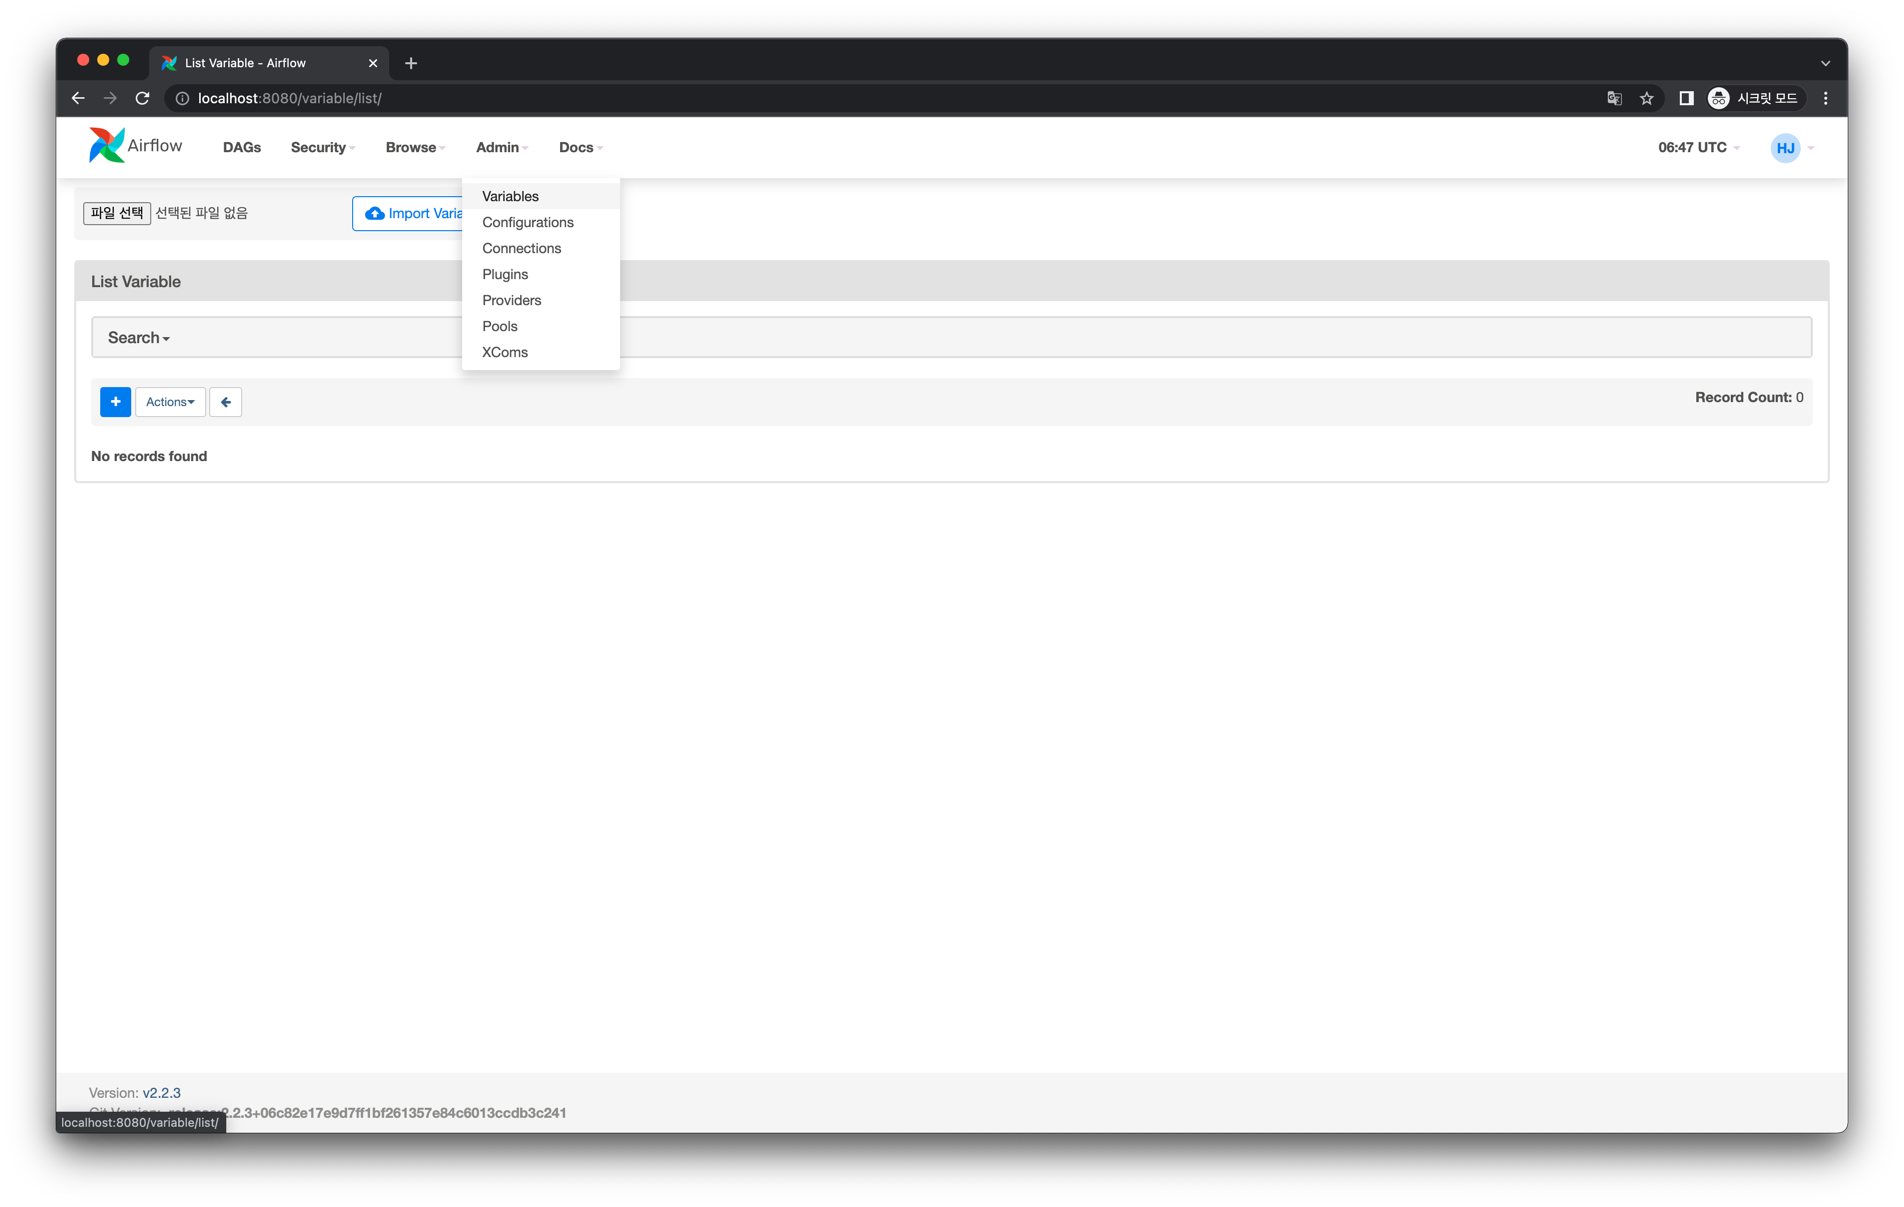 List Variable - Airflow
localhost:8080/variable/list/
시크릿 모드
Airflow
DAGs
Security
Browse
Admin
Docs
06:47 UTC
HJ
파일 선택 선택된 파일 없음
Import Varia
Variables
Configurations
Connections
Plugins
Providers
Pools
XComs
List Variable
Search
+ Actions
Record Count: 0
No records found
Version: v2.2.3
2.2.3+06c82e17e9d7ff1bf261357e84c6013ccdb3c241
localhost:8080/variable/list/